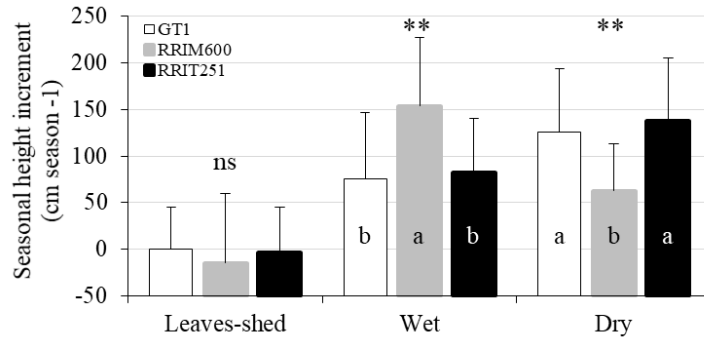 Seasonal height increment
(cm season -1)
250
200
150
100
50
0
-50
GT1
RRIM600
RRIT251
ns
**
**
b
a
b
a
b
a
Leaves-shed
Wet
Dry